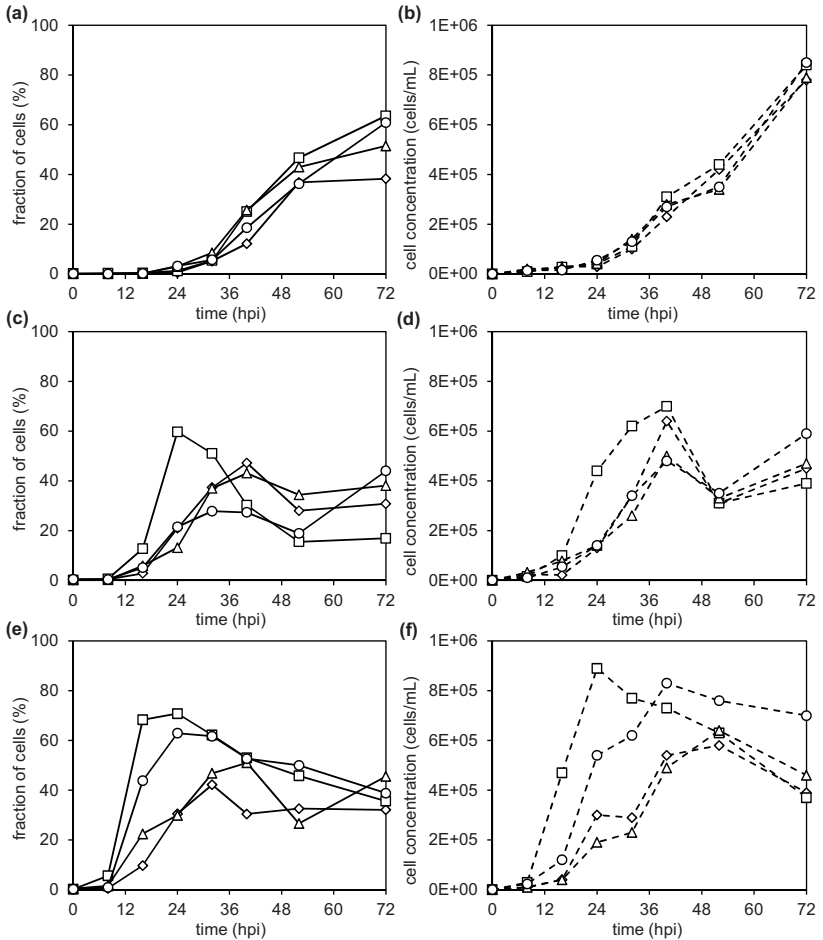 (a)
100
80
60
40
20
0
fraction of cells (%)
0 12 24 36 48 60 72
time (hpi)
(b)
1E+06
8E+05
6E+05
4E+05
2E+05
0E+00
cell concentration (cells/mL)
0 12 24 36 48 60 72
time (hpi)
(c)
100
80
60
40
20
0
fraction of cells (%)
0 12 24 36 48 60 72
time (hpi)
(d)
1E+06
8E+05
6E+05
4E+05
2E+05
0E+00
cell concentration (cells/mL)
0 12 24 36 48 60 72
time (hpi)
(e)
100
80
60
40
20
0
fraction of cells (%)
0 12 24 36 48 60 72
time (hpi)
(f)
1E+06
8E+05
6E+05
4E+05
2E+05
0E+00
cell concentration (cells/mL)
0 12 24 36 48 60 72
time (hpi)